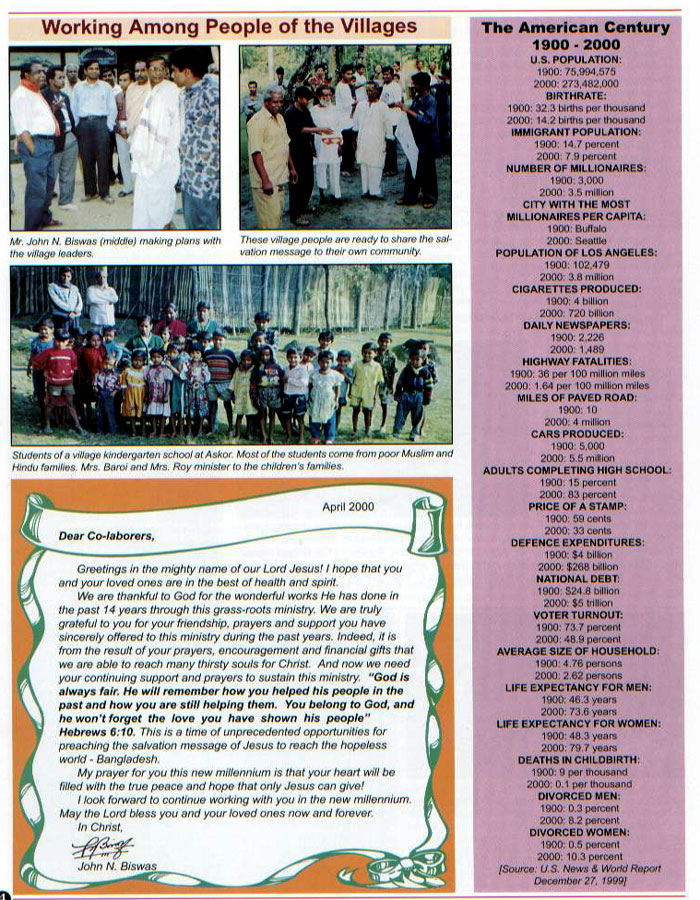 Working Among People of the Villages
Mr. John N. Biswas (middle) making plans with
the village leaders.
These village people are ready to share the sal-
vation message to their own community.
Students of a village kindergarten school at Askor. Most of the students come from poor Muslim and
Hindu families. Mrs. Baroi and Mrs. Roy minister to the children's families.
April 2000
Dear Co-laborers,
Greetings in the mighty name of our Lord Jesus! I hope that you
and your loved ones are in the best of health and spirit.
We are thankful to God for the wonderful works He has done in
the past 14 years through this grass-roots ministry. We are truly
grateful to you for your friendship, prayers and support you have
sincerely offered to this ministry during the past years. Indeed, it is
from the result of your prayers, encouragement and financial gifts that
we are able to reach many thirsty souls for Christ. And now we need
your continuing support and prayers to sustain this ministry. "God is
always fair. He will remember how you helped his people in the
past and how you are still helping them. You belong to God, and
he won't forget the love you have shown his people"
Hebrews 6:10. This is a time of unprecedented opportunities for
preaching the salvation message of Jesus to reach the hopeless
world - Bangladesh.
My prayer for you this new millennium is that your heart will be
filled with the true peace and hope that only Jesus can give!
I look forward to continue working with you in the new millennium.
May the Lord bless you and your loved ones now and forever.
In Christ,
John N. Biswas
The American Century
1900 - 2000
U.S. POPULATION:
1900: 75,994,575
2000: 273,482,000
BIRTHRATE:
1900: 32.3 births per thousand
2000: 14.2 births per thousand
IMMIGRANT POPULATION:
1900: 14.7 percent
2000: 7.9 percent
NUMBER OF MILLIONAIRES:
1900: 3,000
2000: 3.5 million
CITY WITH THE MOST
MILLIONAIRES PER CAPITA:
1900: Buffalo
2000: Seattle
POPULATION OF LOS ANGELES:
1900: 102,479
2000: 3.8 million
CIGARETTES PRODUCED:
1900: 4 billion
2000: 720 billion
DAILY NEWSPAPERS:
1900: 2,226
2000: 1,489
HIGHWAY FATALITIES:
1900: 36 per 100 million miles
2000: 1.64 per 100 million miles
MILES OF PAVED ROAD:
1900: 10
2000: 4 million
CARS PRODUCED:
1900: 5,000
2000: 5.5 million
ADULTS COMPLETING HIGH SCHOOL:
1900: 15 percent
2000: 83 percent
PRICE OF A STAMP:
1900: 59 cents
2000: 33 cents
DEFENCE EXPENDITURES:
1900: $4 billion
2000: $268 billion
NATIONAL DEBT:
1900: $24.8 billion
2000: $5 trillion
VOTER TURNOUT:
1900: 73.7 percent
2000: 48.9 percent
AVERAGE SIZE OF HOUSEHOLD:
1900: 4.76 persons
2000: 2.62 persons
LIFE EXPECTANCY FOR MEN:
1900: 46.3 years
2000: 73.6 years
LIFE EXPECTANCY FOR WOMEN:
1900: 48.3 years
2000: 79.7 years
DEATHS IN CHILDBIRTH:
1900: 9 per thousand
2000: 0.1 per thousand
DIVORCED MEN:
1900: 0.3 percent
2000: 8.2 percent
DIVORCED WOMEN:
1900: 0.5 percent
2000: 10.3 percent
[Source: U.S. News & World Report
December 27, 1999]